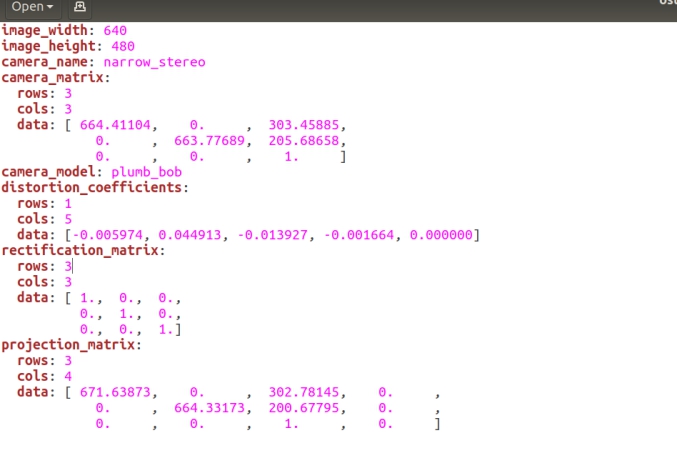 Open
image_width: 640
image_height: 480
camera_name: narrow_stereo
camera_matrix:
  rows: 3
  cols: 3
  data: [ 664.41104,    0.     ,  303.45885,
            0.     ,  663.77689,  205.68658,
            0.     ,    0.     ,    1.     ]
camera_model: plumb_bob
distortion_coefficients:
  rows: 1
  cols: 5
  data: [-0.005974, 0.044913, -0.013927, -0.001664, 0.000000]
rectification_matrix:
  rows: 3
  cols: 3
  data: [ 1.,  0.,  0.,
          0.,  1.,  0.,
          0.,  0.,  1.]
projection_matrix:
  rows: 3
  cols: 4
  data: [ 671.63873,    0.     ,  302.78145,    0.     ,
            0.     ,  664.33173,  200.67795,    0.     ,
            0.     ,    0.     ,    1.     ,    0.     ]